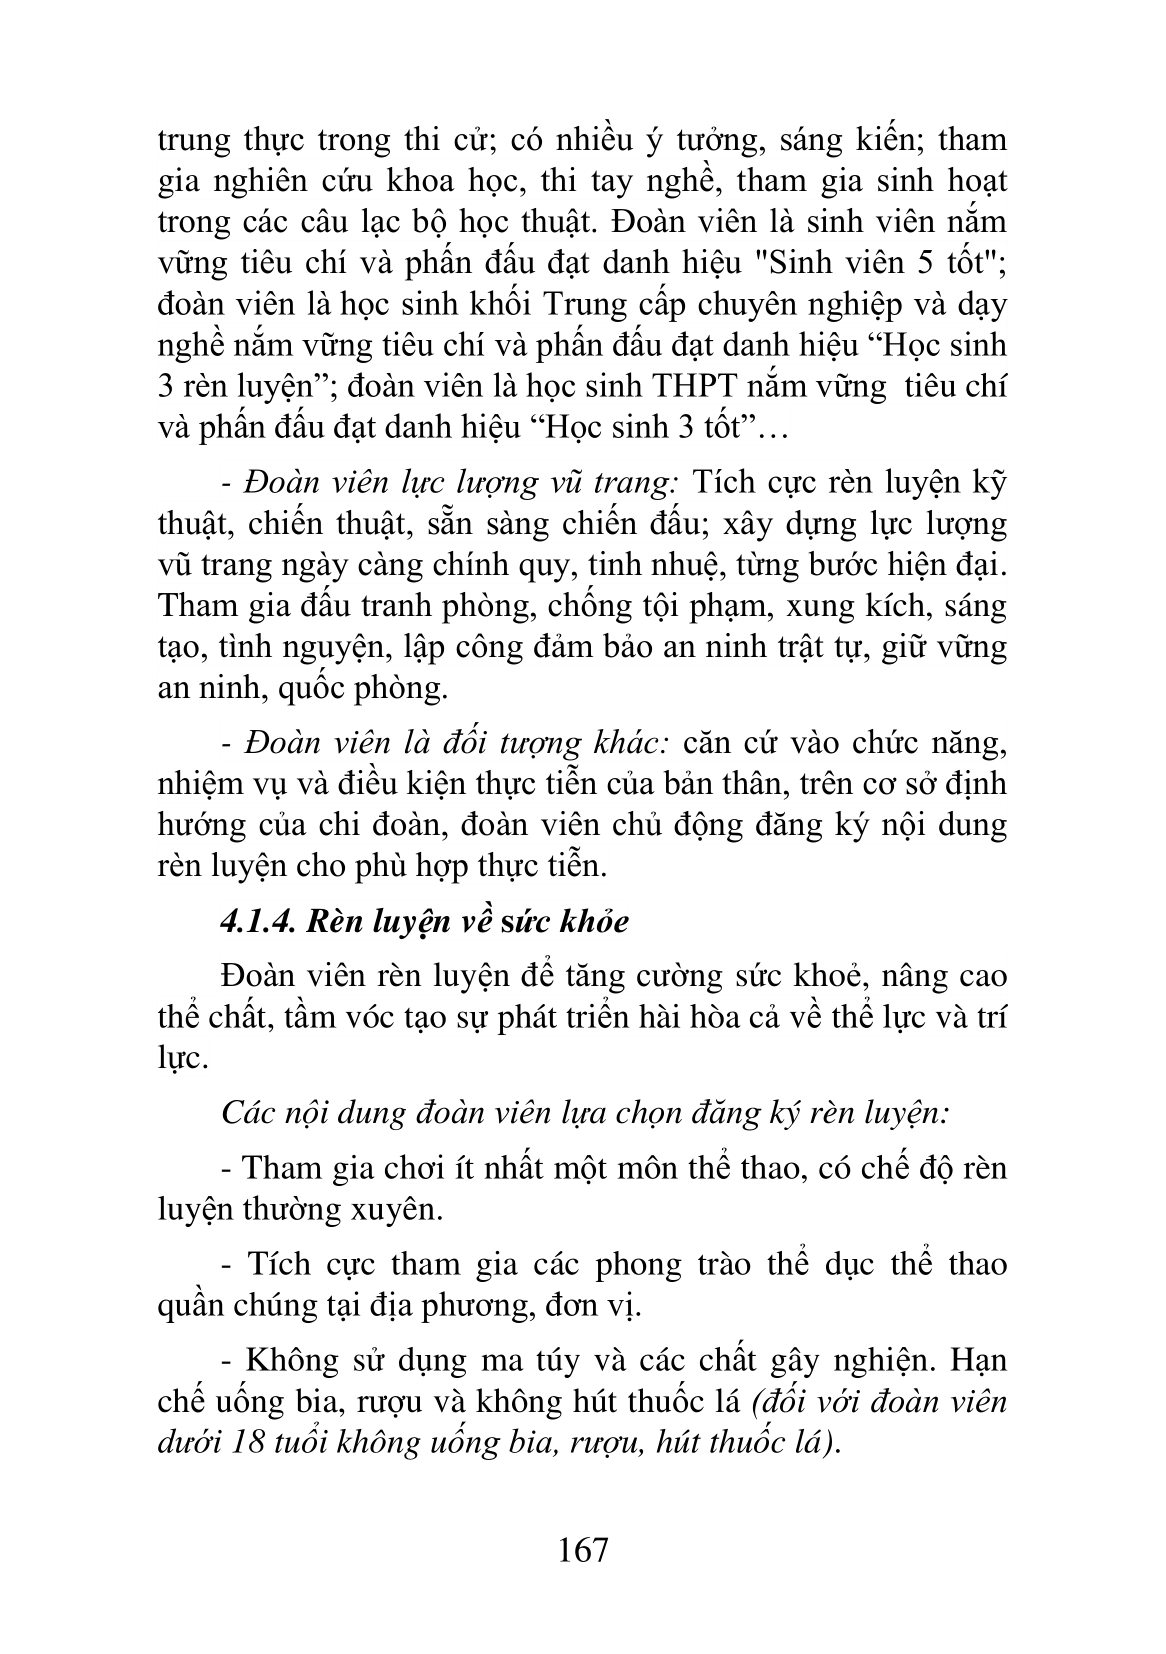 trung thực trong thi cử; có nhiều ý tưởng, sáng kiến; tham
gia nghiên cứu khoa học, thi tay nghề, tham gia sinh hoạt
trong các câu lạc bộ học thuật. Đoàn viên là sinh viên nắm
vững tiêu chí và phấn đấu đạt danh hiệu "Sinh viên 5 tốt";
đoàn viên là học sinh khối Trung cấp chuyên nghiệp và dạy
nghề nắm vững tiêu chí và phấn đấu đạt danh hiệu “Học sinh
3 rèn luyện”; đoàn viên là học sinh THPT nắm vững  tiêu chí
và phấn đấu đạt danh hiệu “Học sinh 3 tốt”…
- Đoàn viên lực lượng vũ trang: Tích cực rèn luyện kỹ
thuật, chiến thuật, sẵn sàng chiến đấu; xây dựng lực lượng
vũ trang ngày càng chính quy, tinh nhuệ, từng bước hiện đại.
Tham gia đấu tranh phòng, chống tội phạm, xung kích, sáng
tạo, tình nguyện, lập công đảm bảo an ninh trật tự, giữ vững
an ninh, quốc phòng.
- Đoàn viên là đối tượng khác: căn cứ vào chức năng,
nhiệm vụ và điều kiện thực tiễn của bản thân, trên cơ sở định
hướng của chi đoàn, đoàn viên chủ động đăng ký nội dung
rèn luyện cho phù hợp thực tiễn.
4.1.4. Rèn luyện về sức khỏe
Đoàn viên rèn luyện để tăng cường sức khoẻ, nâng cao
thể chất, tầm vóc tạo sự phát triển hài hòa cả về thể lực và trí
lực.
Các nội dung đoàn viên lựa chọn đăng ký rèn luyện:
- Tham gia chơi ít nhất một môn thể thao, có chế độ rèn
luyện thường xuyên.
- Tích cực tham gia các phong trào thể dục thể thao
quần chúng tại địa phương, đơn vị.
- Không sử dụng ma túy và các chất gây nghiện. Hạn
chế uống bia, rượu và không hút thuốc lá (đối với đoàn viên
dưới 18 tuổi không uống bia, rượu, hút thuốc lá).
167